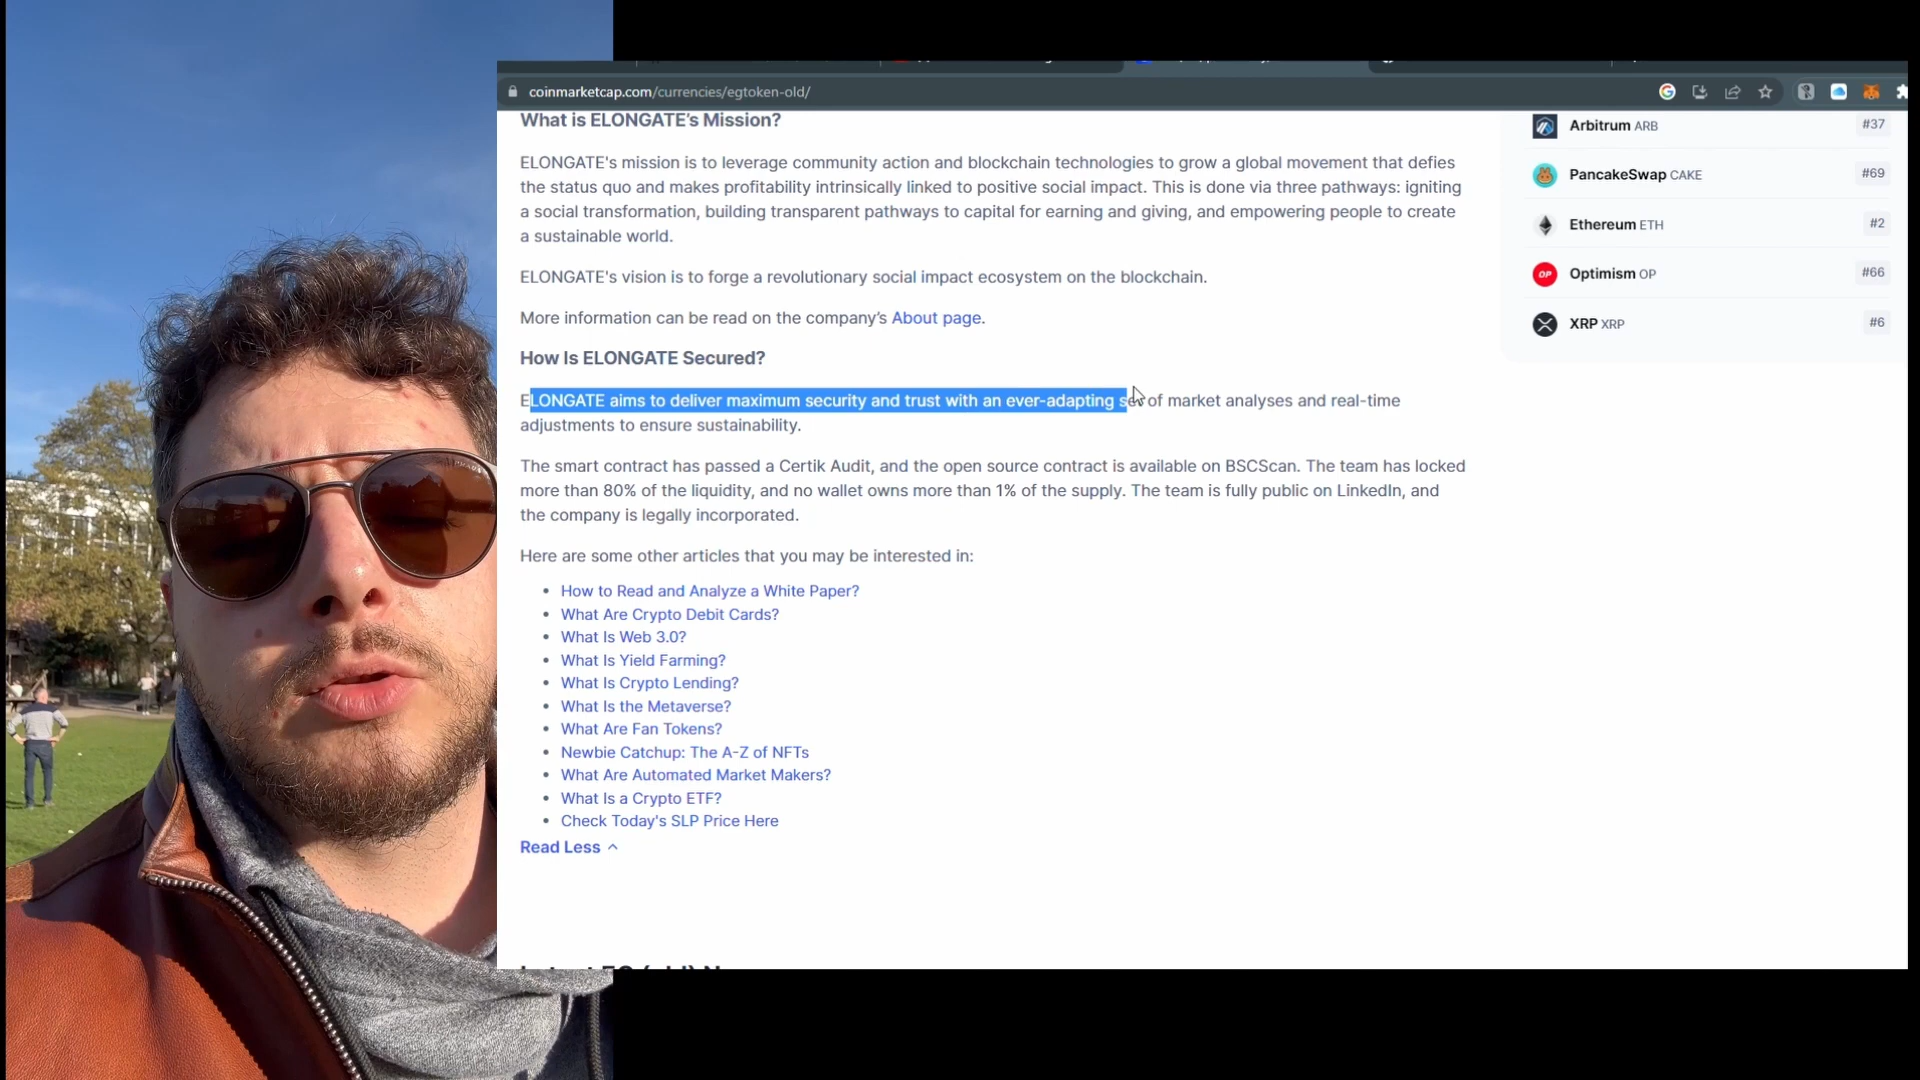 coinmarketcap.com/currencies/egtoken-old/
What is ELONGATE's Mission?
ELONGATE's mission is to leverage community action and blockchain technologies to grow a global movement that defies
the status quo and makes profitability intrinsically linked to positive social impact. This is done via three pathways: igniting
a social transformation, building transparent pathways to capital for earning and giving, and empowering people to create
a sustainable world.
ELONGATE's vision is to forge a revolutionary social impact ecosystem on the blockchain.
More information can be read on the company's About page.
How Is ELONGATE Secured?
ELONGATE aims to deliver maximum security and trust with an ever-adapting set of market analyses and real-time
adjustments to ensure sustainability.
The smart contract has passed a Certik Audit, and the open source contract is available on BSCScan. The team has locked
more than 80% of the liquidity, and no wallet owns more than 1% of the supply. The team is fully public on LinkedIn, and
the company is legally incorporated.
Here are some other articles that you may be interested in:
• How to Read and Analyze a White Paper?
• What Are Crypto Debit Cards?
• What Is Web 3.0?
• What Is Yield Farming?
• What Is Crypto Lending?
• What Is the Metaverse?
• What Are Fan Tokens?
• Newbie Catchup: The A-Z of NFTs
• What Are Automated Market Makers?
• What Is a Crypto ETF?
• Check Today's SLP Price Here
Read Less
Arbitrum ARB #37
PancakeSwap CAKE #69
Ethereum ETH #2
OP Optimism OP #66
XRP XRP #6